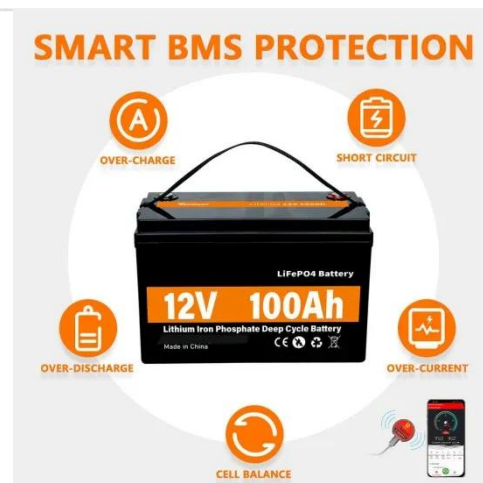 SMART BMS PROTECTION
A
OVER-CHARGE
SHORT CIRCUIT
LiFePO4 Battery
12V 100Ah
Lithium Iron Phosphate Deep Cycle Battery
Made in China
CE
OVER-DISCHARGE
OVER-CURRENT
CELL BALANCE